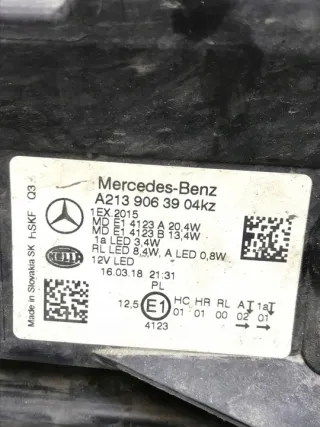 Mercedes-Benz
A213 906 39 04kz
1EX.2015
MD E1 4123 A 20,4W
MD E1 4123 B 13,4W
1a LED 3,4W
RL LED 8,4W, A LED 0,8W
12V LED
16.03.18 21:31
PL
HELLA
12,5 E1 HC HR RL A 1a
01 01 00 02 01
4123
Made in Slovakia SK hSKF Q3